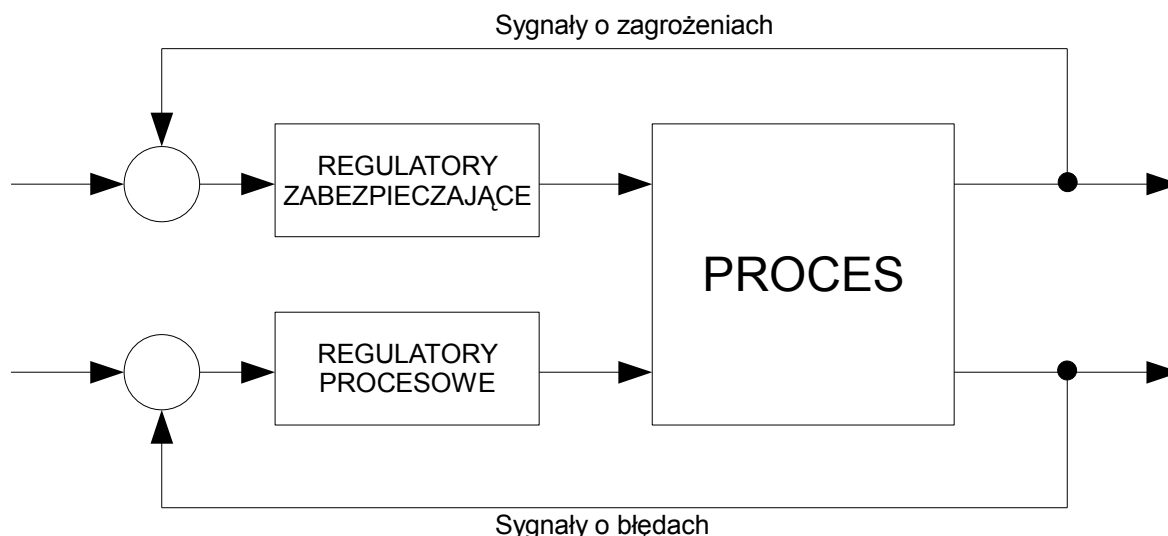 Sygnały o zagrożeniach
REGULATORY
ZABEZPIECZAJĄCE
PROCES
REGULATORY
PROCESOWE
Sygnały o błędach